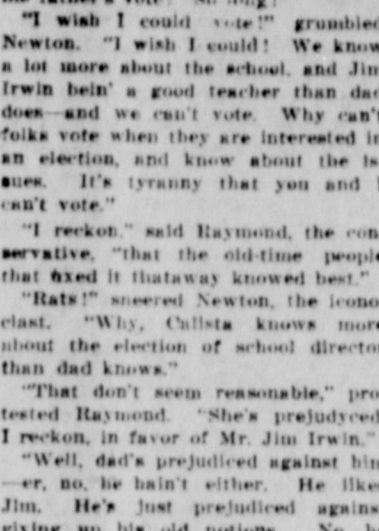 "I wish I could vote!" grumbled
Newton. "I wish I could! We know
a lot more about the school, and Jim
Irwin bein' a good teacher than dad
does—and we can't vote. Why can't
folks vote when they are interested in
an election, and know about the is
sues. It's tyranny that you and I
can't vote."
"I reckon," said Raymond, the con
servative, "that the old-time people
that fixed it thataway knowed best."
"Rats!" sneered Newton, the icono
clast. "Why, Calista knows more
about the election of school director
than dad knows."
"That don't seem reasonable," pro
tested Raymond. "She's prejudyced
I reckon, in favor of Mr. Jim Irwin."
"Well, dad's prejudiced against him
—er, no, he hain't either. He likes
Jim. He's just prejudiced against
giving up his old notions. No,